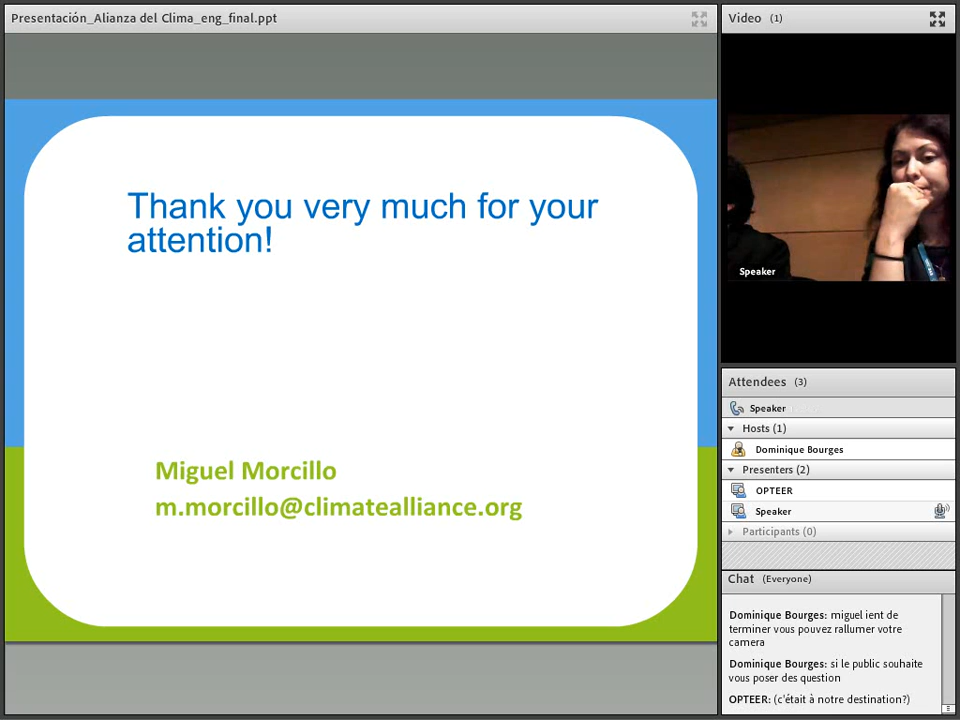 Presentación_Alianza del Clima_eng_final.ppt
Thank you very much for your
attention!
Miguel Morcillo
m.morcillo@climatealliance.org
Video (1)
Speaker
Attendees (3)
Speaker
Hosts (1)
Dominique Bourges
Presenters (2)
OPTEER
Speaker
Participants (0)
Chat (Everyone)
Dominique Bourges: miguel ient de
terminer vous pouvez rallumer votre
camera
Dominique Bourges: si le public souhaite
vous poser des question
OPTEER: (c'était à notre destination?)